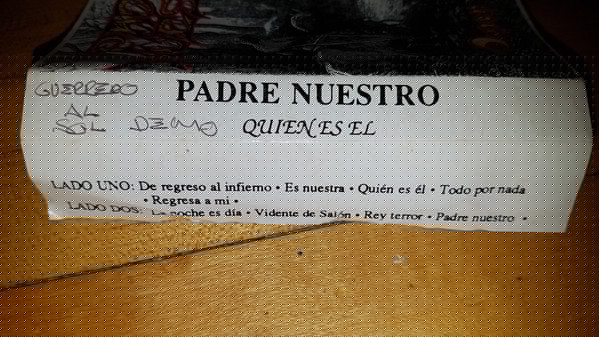 GUERRERO
AL
SOL DEMO
PADRE NUESTRO
QUIEN ES EL
LADO UNO: De regreso al infierno • Es nuestra • Quién es él • Todo por nada
• Regresa a mi •
LADO DOS: La noche es día • Vidente de Salón • Rey terror • Padre nuestro •